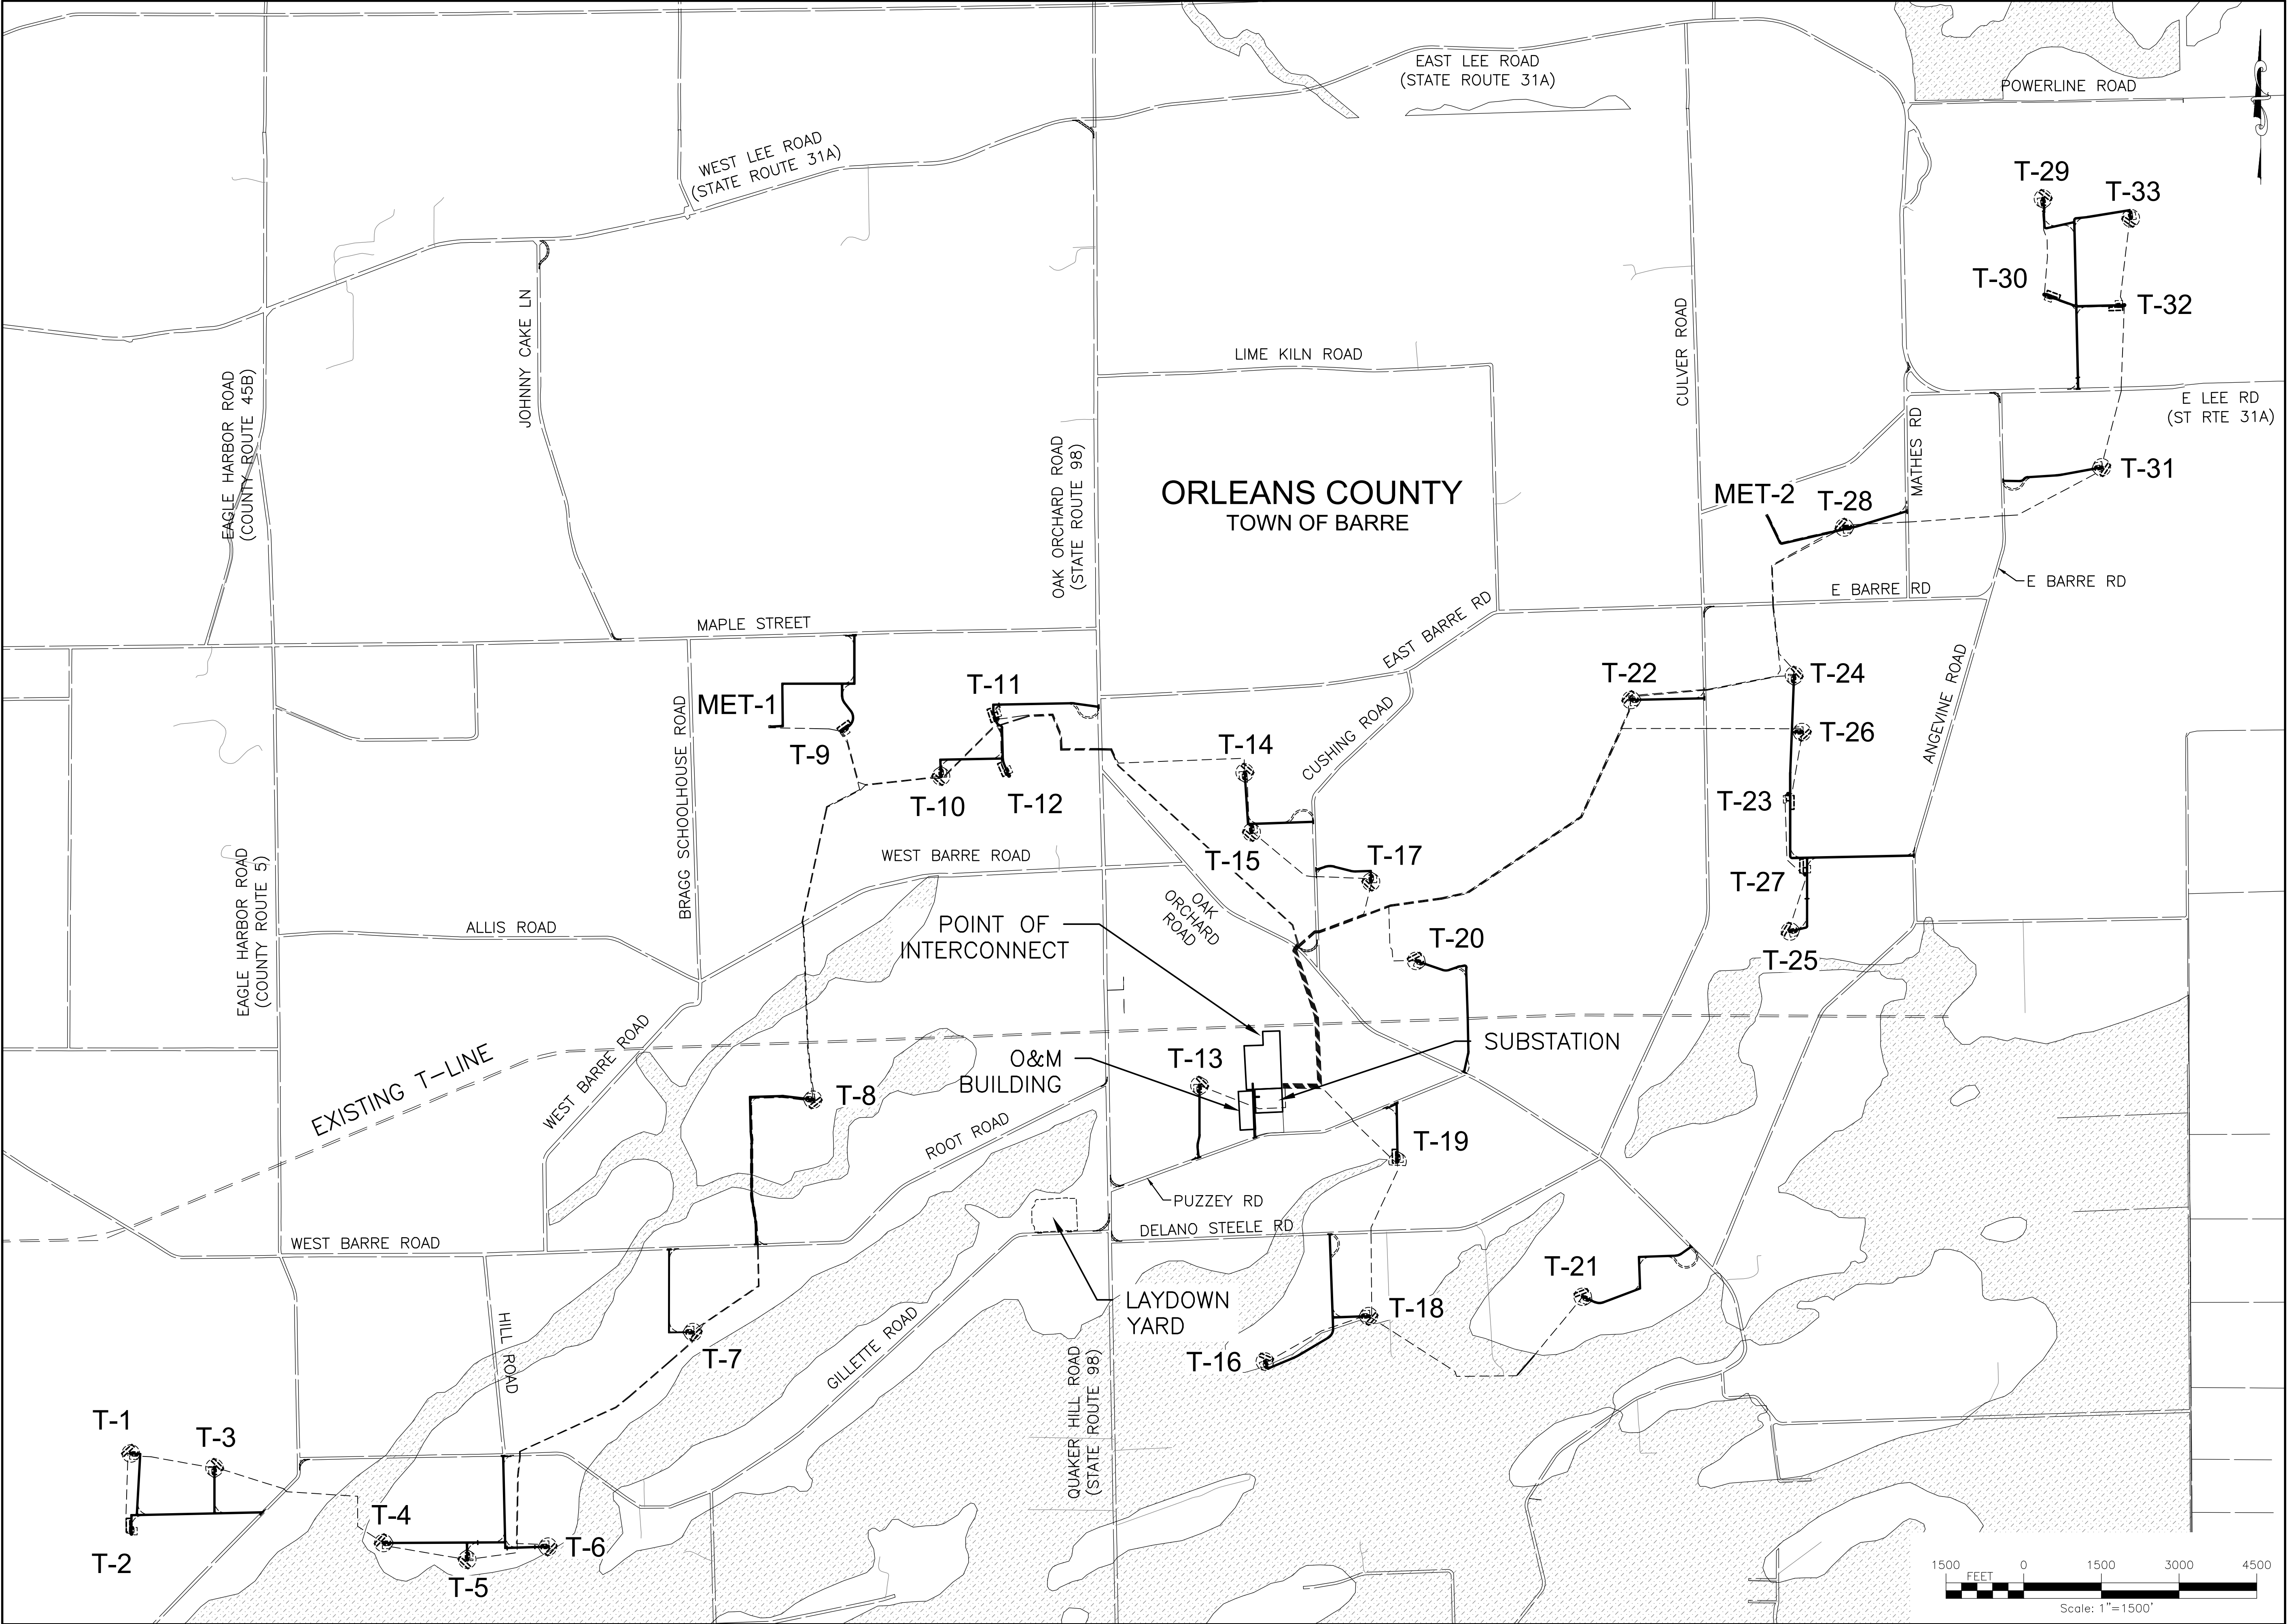 EAST LEE ROAD
(STATE ROUTE 31A)
POWERLINE ROAD
WEST LEE ROAD
(STATE ROUTE 31A)
T-29
T-33
T-30
T-32
JOHNNY CAKE LN
CULVER ROAD
LIME KILN ROAD
EAGLE HARBOR ROAD
(COUNTY ROUTE 45B)
E LEE RD
(ST RTE 31A)
OAK ORCHARD ROAD
(STATE ROUTE 98)
MATHES RD
T-31
ORLEANS COUNTY
TOWN OF BARRE
MET-2
T-28
E BARRE RD
E BARRE RD
MAPLE STREET
EAST BARRE RD
T-22
T-24
T-11
MET-1
BRAGG SCHOOLHOUSE ROAD
ANGEVINE ROAD
T-26
T-14
CUSHING ROAD
T-9
T-10
T-12
T-23
T-15
T-17
WEST BARRE ROAD
T-27
OAK
ORCHARD
ROAD
ALLIS ROAD
EAGLE HARBOR ROAD
(COUNTY ROUTE 5)
POINT OF
INTERCONNECT
T-20
T-25
WEST BARRE ROAD
EXISTING T-LINE
SUBSTATION
O&M
BUILDING
T-13
T-8
ROOT ROAD
T-19
PUZZEY RD
DELANO STEELE RD
WEST BARRE ROAD
T-21
LAYDOWN
YARD
T-18
HILL ROAD
T-7
GILLETTE ROAD
T-16
QUAKER HILL ROAD
(STATE ROUTE 98)
T-1
T-3
T-4
T-6
T-2
T-5
1500
0
1500
3000
4500
FEET
Scale: 1"=1500'